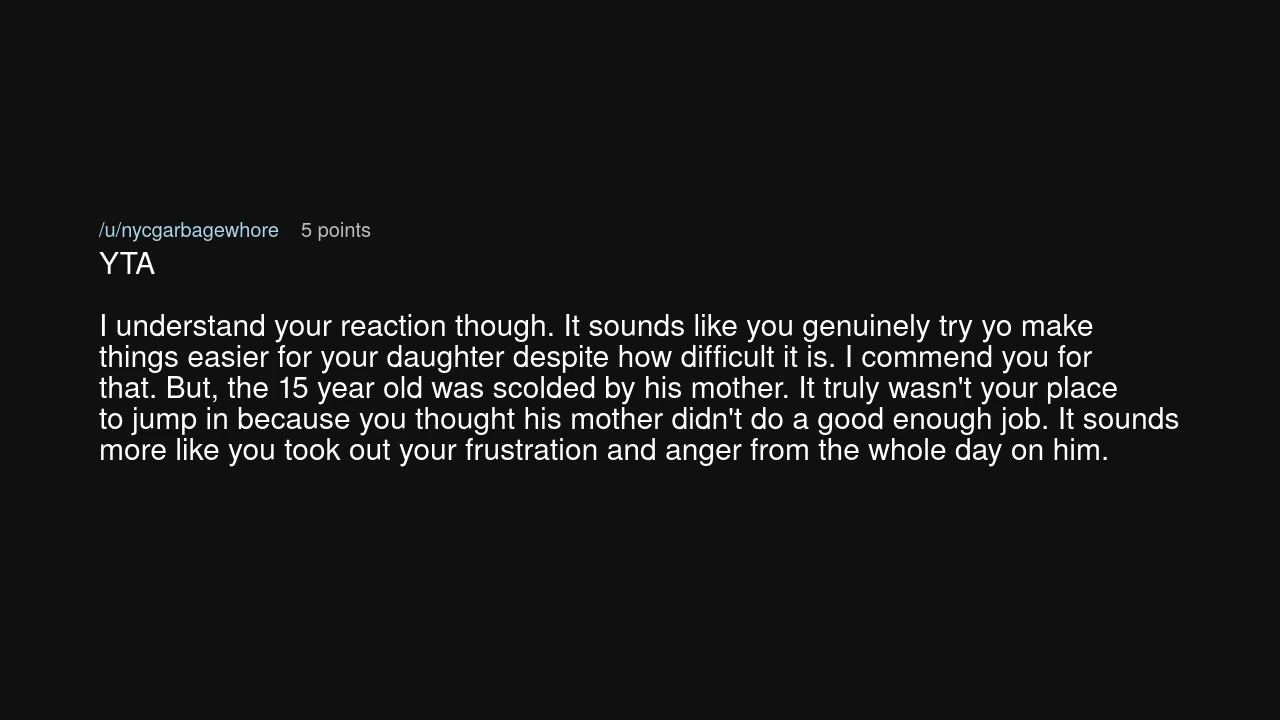 /u/nycgarbagewhore 5 points
YTA
I understand your reaction though. It sounds like you genuinely try yo make
things easier for your daughter despite how difficult it is. I commend you for
that. But, the 15 year old was scolded by his mother. It truly wasn't your place
to jump in because you thought his mother didn't do a good enough job. It sounds
more like you took out your frustration and anger from the whole day on him.